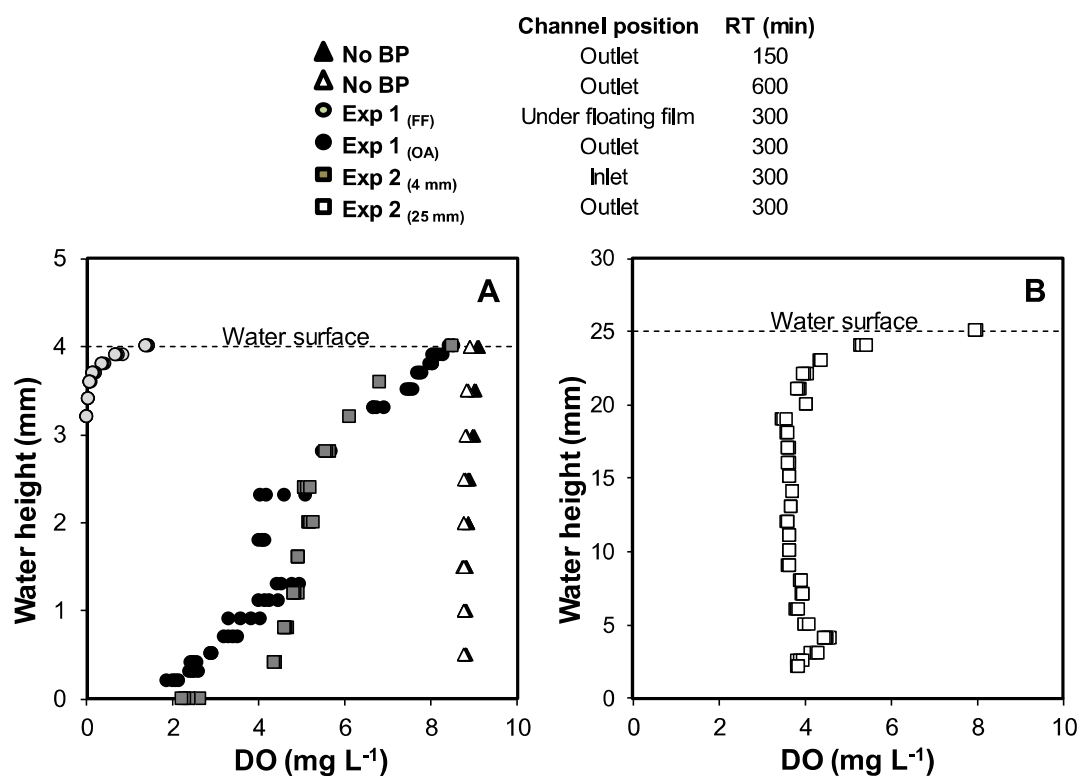 Channel position RT (min)
No BP Outlet 150
No BP Outlet 600
Exp 1 (FF) Under floating film 300
Exp 1 (OA) Outlet 300
Exp 2 (4 mm) Inlet 300
Exp 2 (25 mm) Outlet 300
A
Water surface
Water height (mm)
5
4
3
2
1
0
0 2 4 6 8 10
DO (mg L-1)
B
Water surface
Water height (mm)
30
25
20
15
10
5
0
0 2 4 6 8 10
DO (mg L-1)